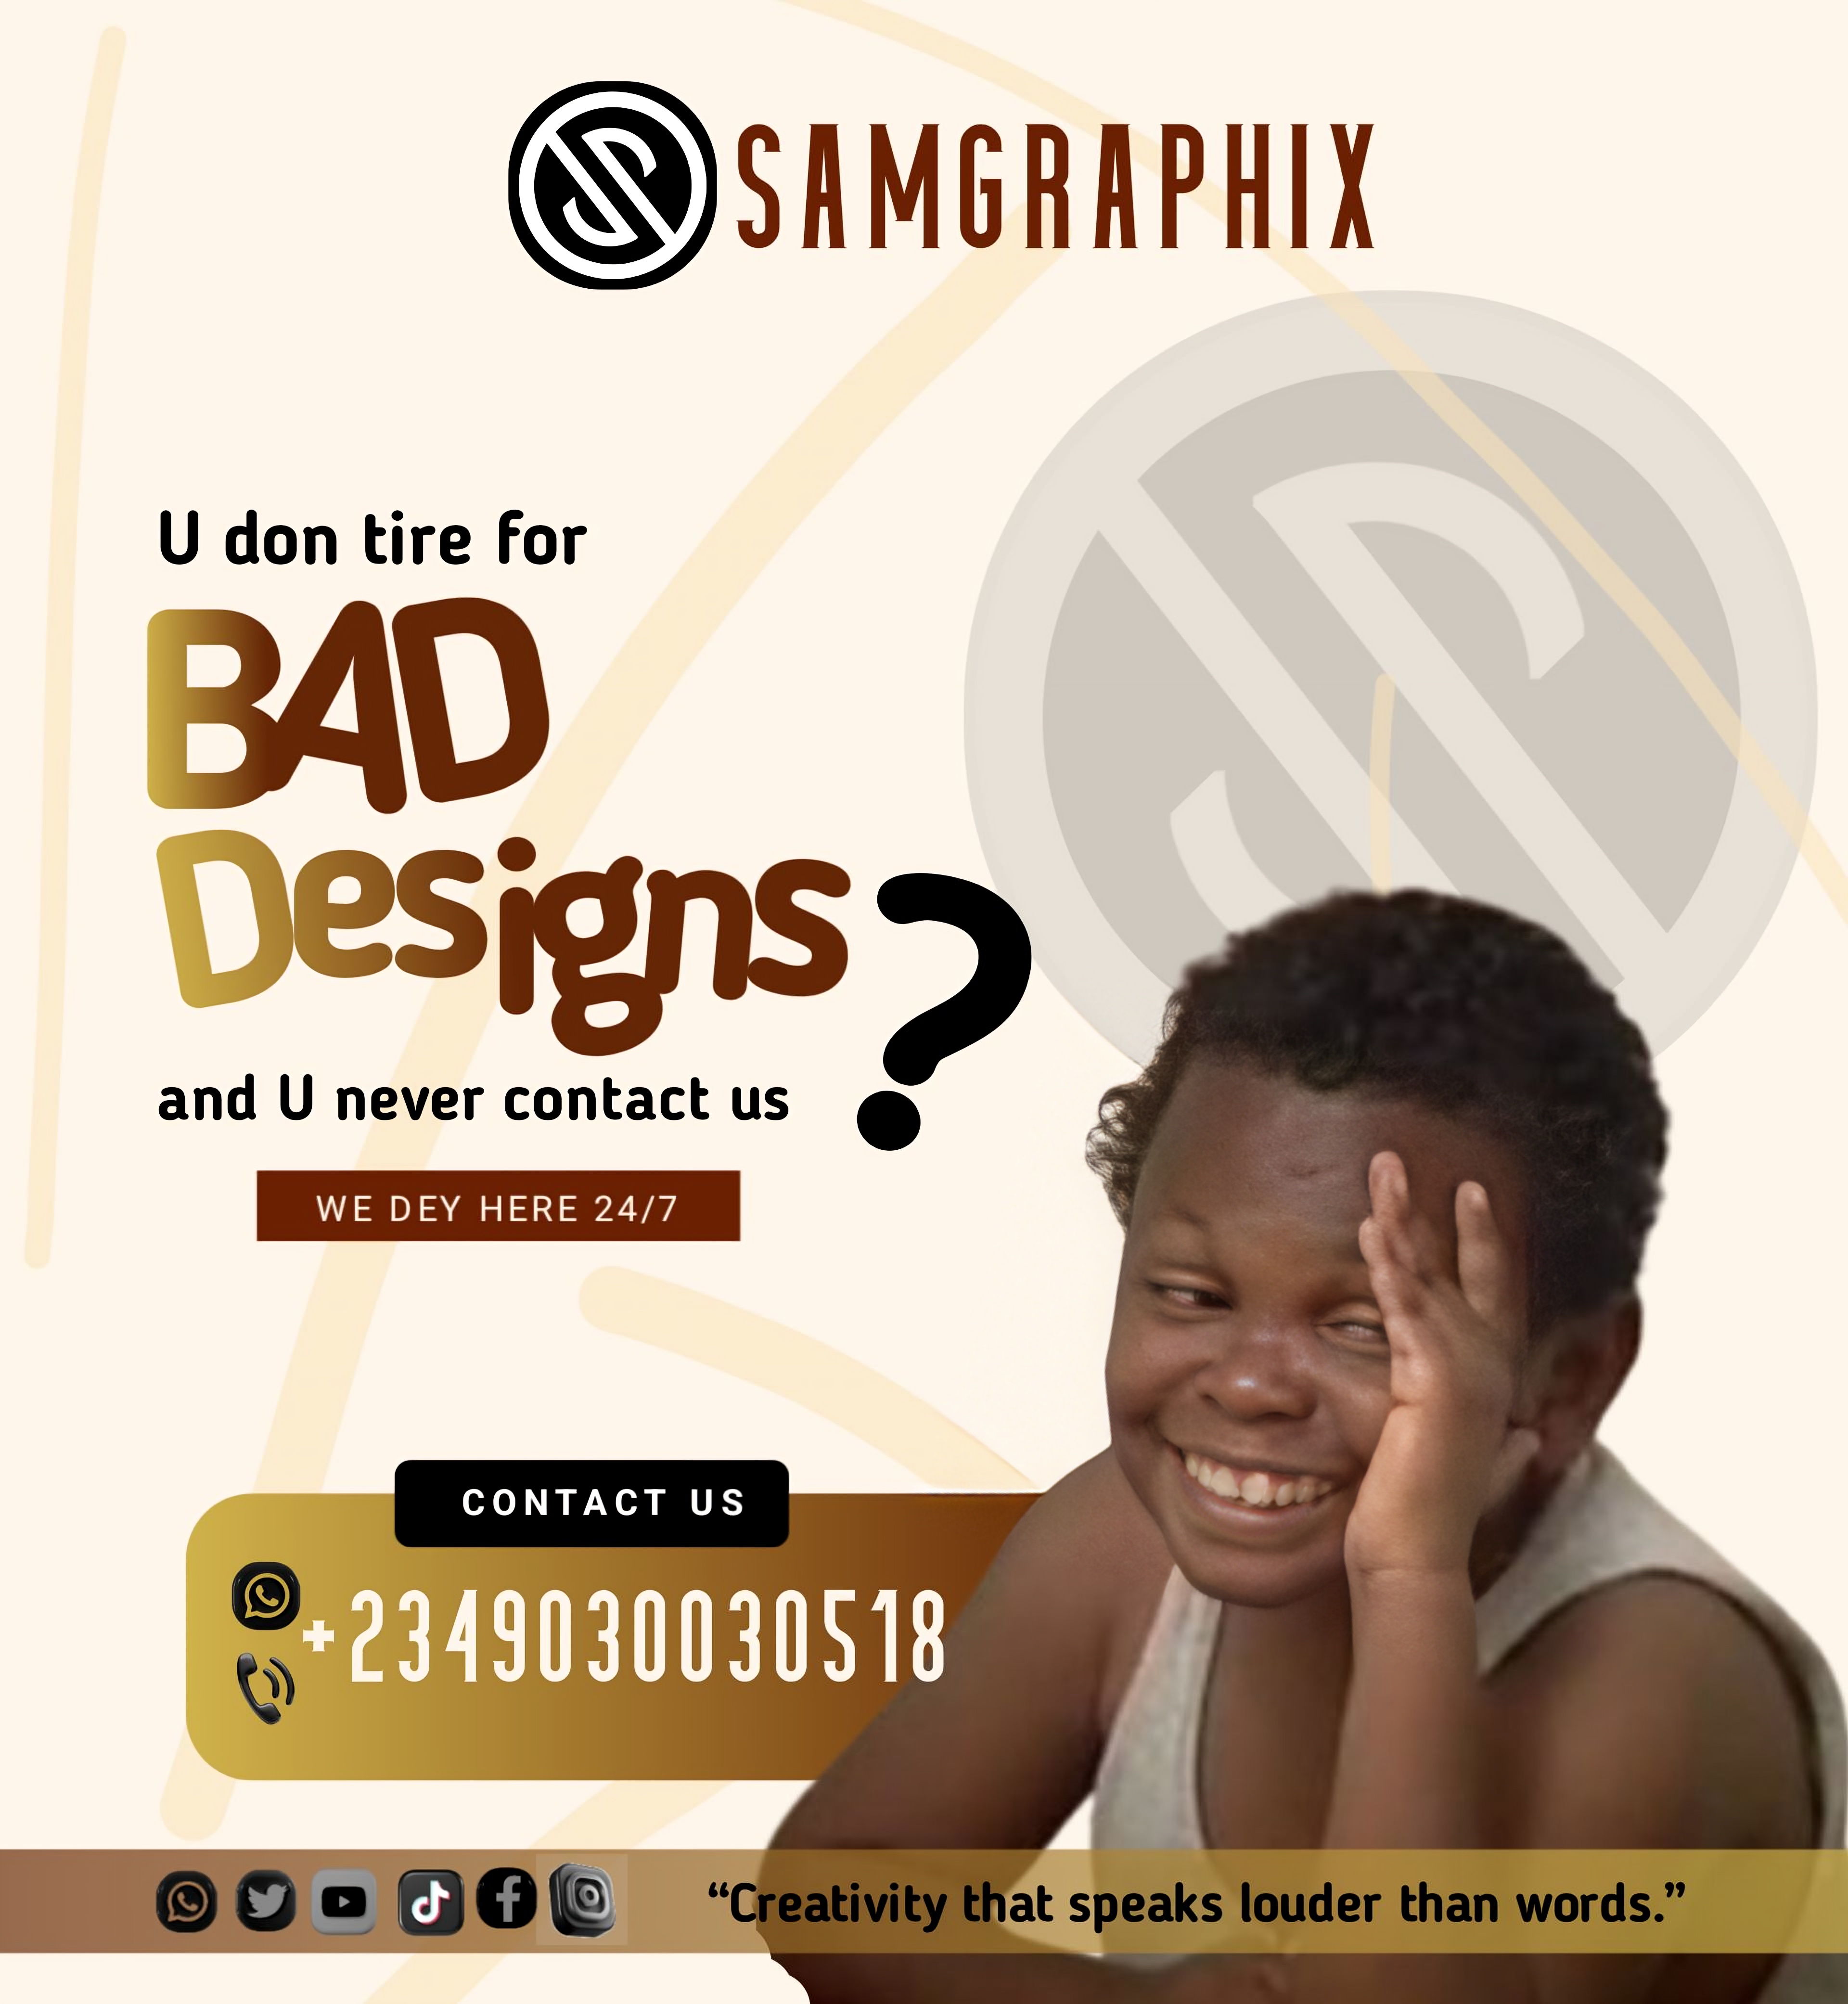 SAMGRAPHIX
U don tire for
BAD
Designs?
and U never contact us
WE DEY HERE 24/7
CONTACT US
+2349030030518
“Creativity that speaks louder than words.”